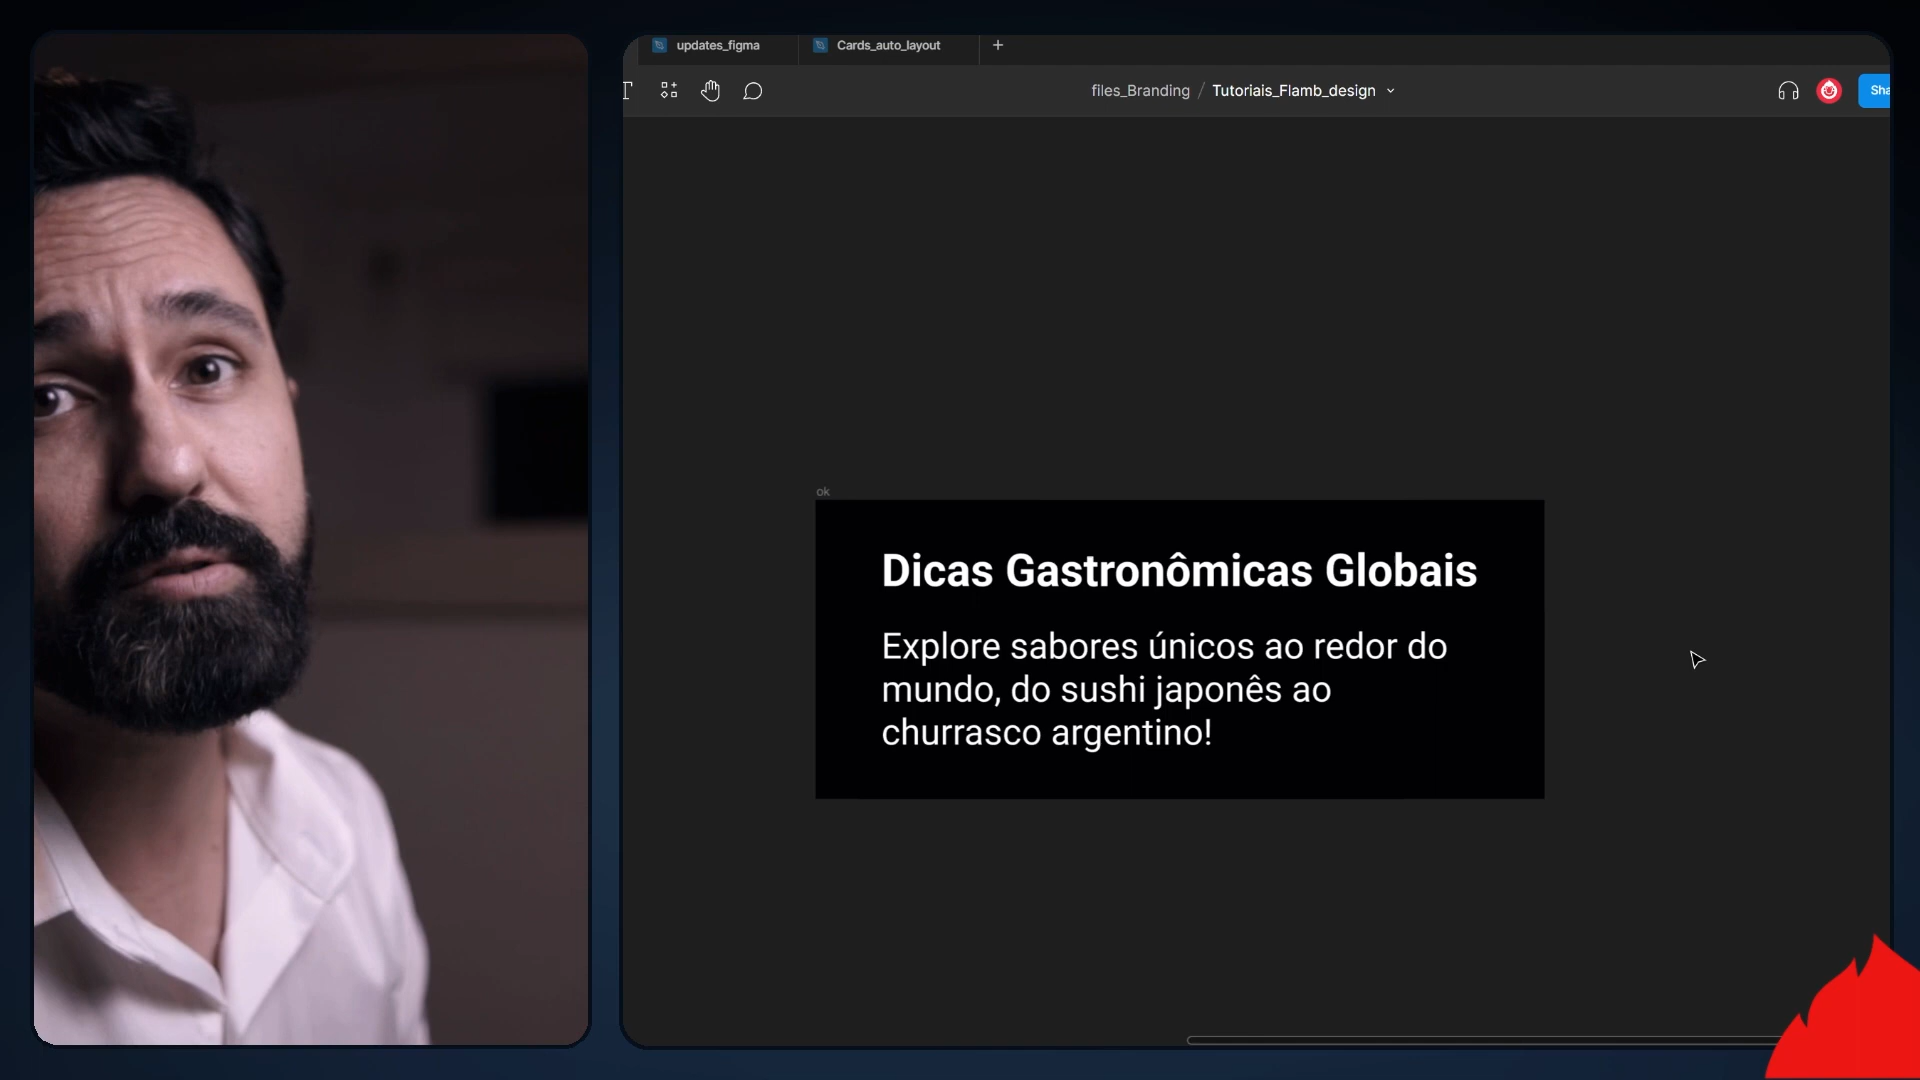 updates_figma
Cards_auto_layout
files_Branding / Tutoriais_Flamb_design
Sha
ok
Dicas Gastronômicas Globais
Explore sabores únicos ao redor do
mundo, do sushi japonês ao
churrasco argentino!